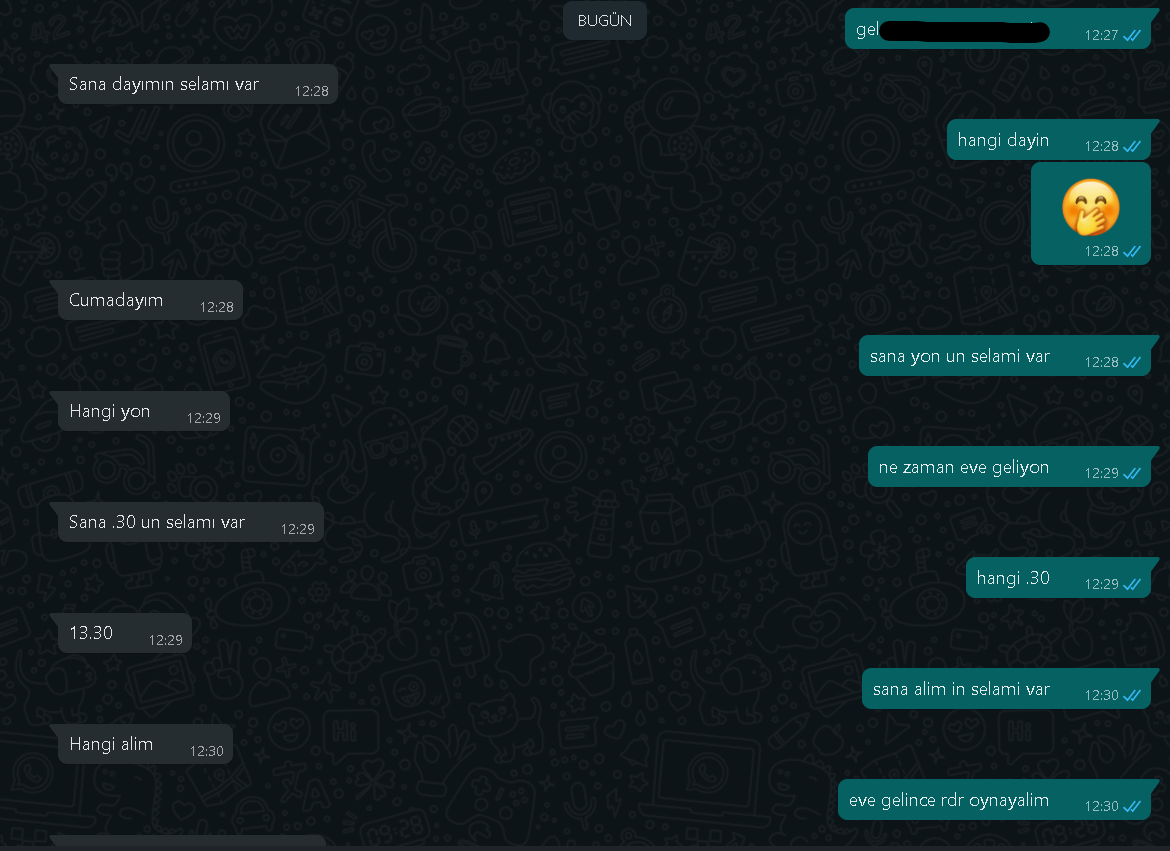 BUGÜN
gel
12:27
Sana dayımın selamı var
12:28
hangi dayin
12:28
12:28
Cumadayım
12:28
sana yon un selami var
12:28
Hangi yon
12:29
ne zaman eve geliyon
12:29
Sana .30 un selamı var
12:29
hangi .30
12:29
13.30
12:29
sana alim in selami var
12:30
Hangi alim
12:30
eve gelince rdr oynayalim
12:30